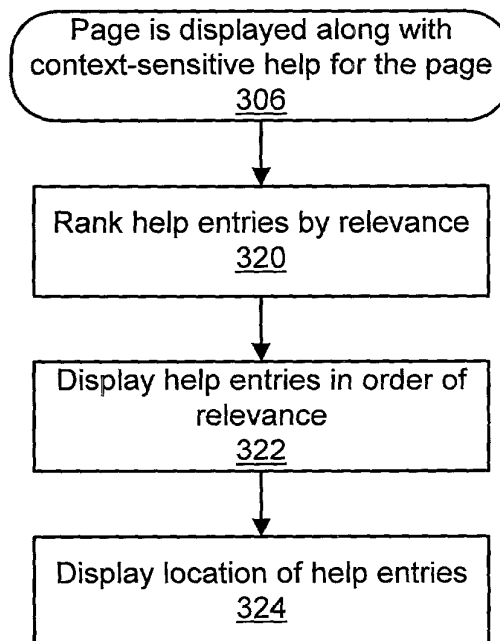 Page is displayed along with
context-sensitive help for the page
306
Rank help entries by relevance
320
Display help entries in order of
relevance
322
Display location of help entries
324